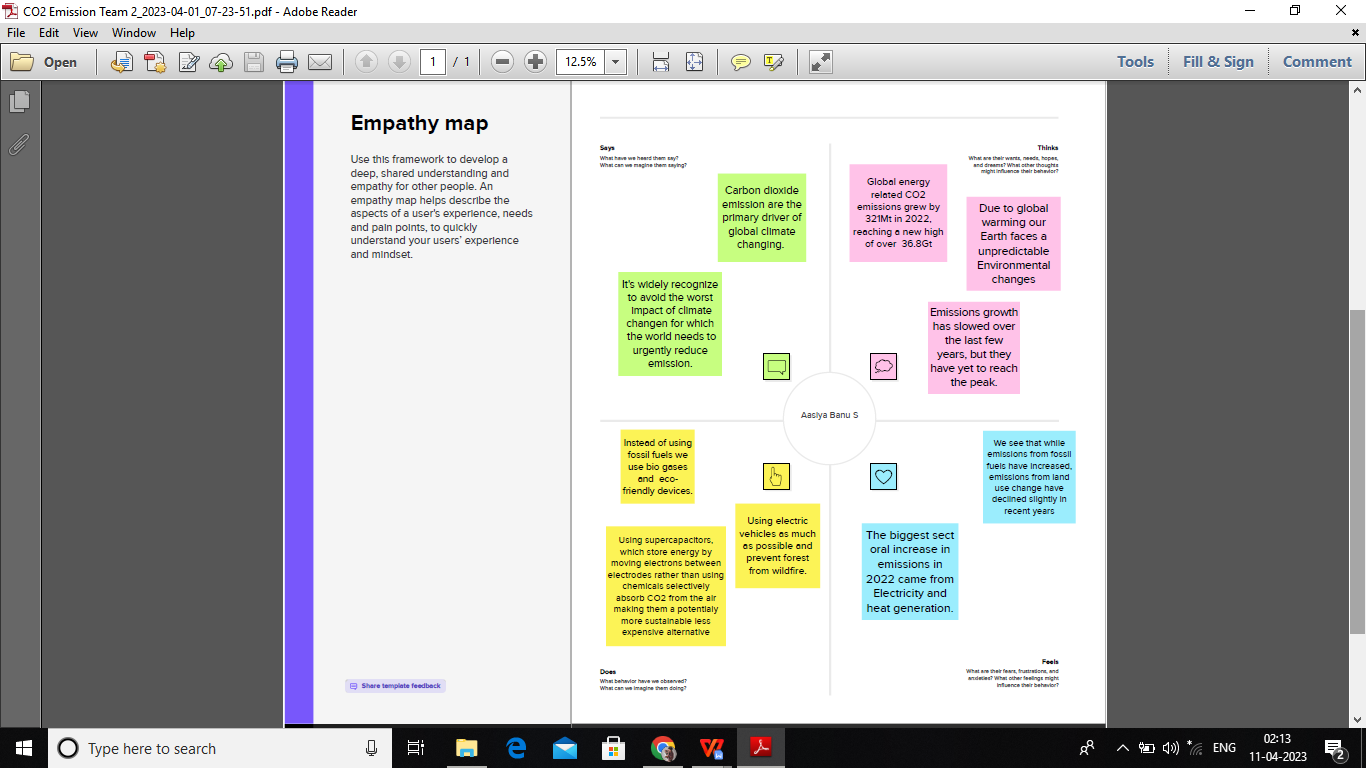 CO2 Emission Team 2_2023-04-01_07-23-51.pdf - Adobe Reader
File Edit View Window Help
Open
1 / 1
12.5%
Tools
Fill & Sign
Comment
Empathy map
Use this framework to develop a
deep, shared understanding and
empathy for other people. An
empathy map helps describe the
aspects of a user's experience, needs
and pain points, to quickly
understand your users' experience
and mindset.
Share template feedback
Says
What have we heard them say?
What can we imagine them saying?
Carbon dioxide
emission are the
primary driver of
global climate
changing.
It's widely recognize
to avoid the worst
impact of climate
changen for which
the world needs to
urgently reduce
emission.
Thinks
What are their wants, needs, hopes,
and dreams? What other thoughts
might influence their behavior?
Global energy
related CO2
emissions grew by
321Mt in 2022,
reaching a new high
of over 36.8Gt
Due to global
warming our
Earth faces a
unpredictable
Environmental
changes
Emissions growth
has slowed over
the last few
years, but they
have yet to reach
the peak.
Aasiya Banu S
Instead of using
fossil fuels we
use bio gases
and eco-
friendly devices.
Using electric
vehicles as much
as possible and
prevent forest
from wildfire.
Using supercapacitors,
which store energy by
moving electrons between
electrodes rather than using
chemicals selectively
absorb CO2 from the air
making them a potentialy
more sustainable less
expensive alternative
Does
What behavior have we observed?
What can we imagine them doing?
We see that while
emissions from fossil
fuels have increased,
emissions from land
use change have
declined slightly in
recent years
The biggest sect
oral increase in
emissions in
2022 came from
Electricity and
heat generation.
Feels
What are their fears, frustrations, and
anxieties? What other feelings might
influence their behavior?
Type here to search
ENG
02:13
11-04-2023
2